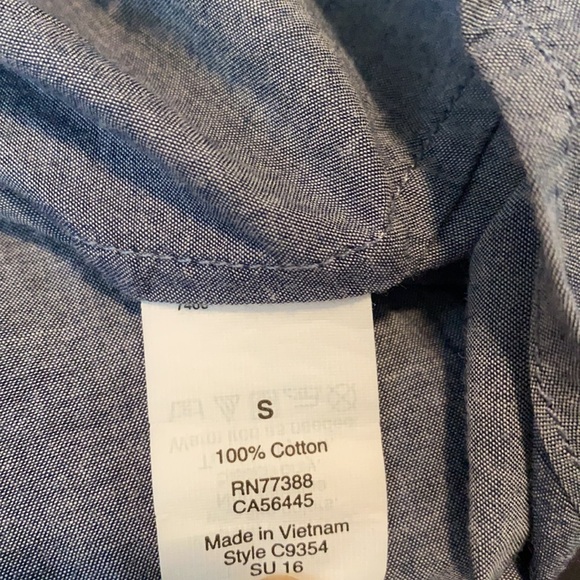 S
100% Cotton
RN77388
CA56445
Made in Vietnam
Style C9354
SU 16